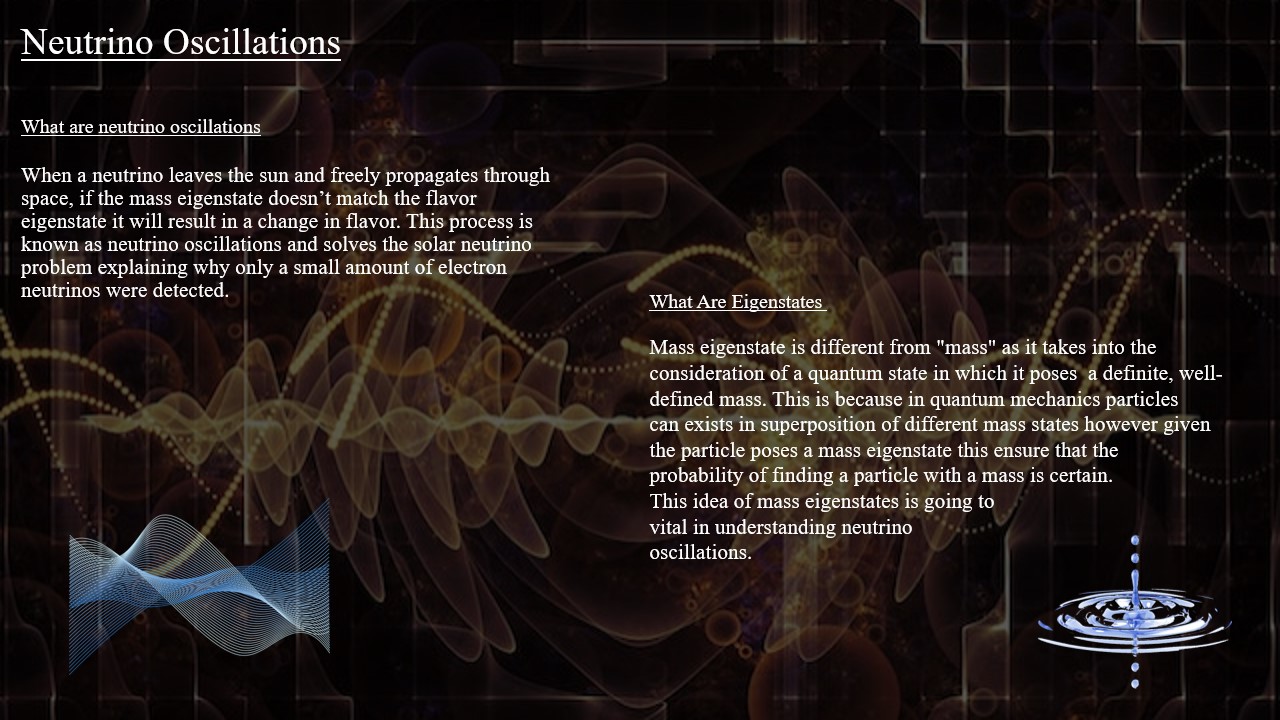 Neutrino Oscillations
What are neutrino oscillations
When a neutrino leaves the sun and freely propagates through
space, if the mass eigenstate doesn’t match the flavor
eigenstate it will result in a change in flavor. This process is
known as neutrino oscillations and solves the solar neutrino
problem explaining why only a small amount of electron
neutrinos were detected.
What Are Eigenstates
Mass eigenstate is different from "mass" as it takes into the
consideration of a quantum state in which it poses  a definite, well-
defined mass. This is because in quantum mechanics particles
can exists in superposition of different mass states however given
the particle poses a mass eigenstate this ensure that the
probability of finding a particle with a mass is certain.
This idea of mass eigenstates is going to
vital in understanding neutrino
oscillations.